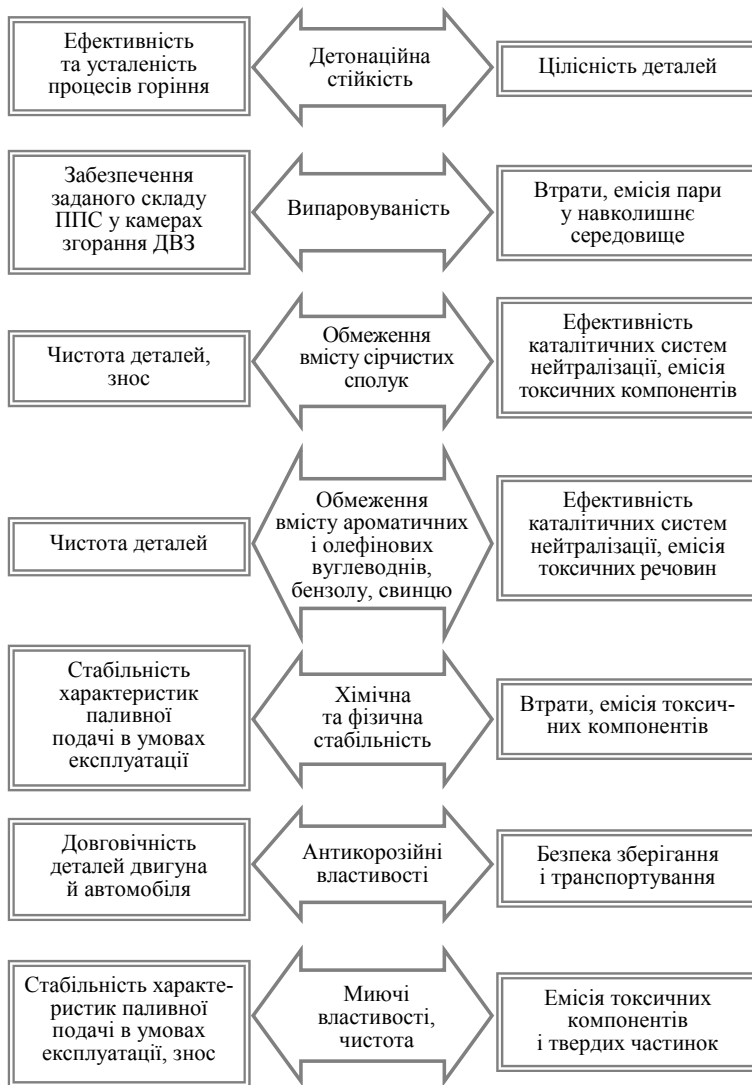 Ефективність
та усталеність
процесів горіння
Детонаційна
стійкість
Цілісність деталей
Забезпечення
заданого складу
ППС у камерах
згорання ДВЗ
Випаровуваність
Втрати, емісія пари
у навколишнє
середовище
Чистота деталей,
знос
Обмеження
вмісту сірчистих
сполук
Ефективність
каталітичних систем
нейтралізації, емісія
токсичних компонентів
Чистота деталей
Обмеження
вмісту ароматичних
і олефінових
вуглеводнів,
бензолу, свинцю
Ефективність
каталітичних систем
нейтралізації, емісія
токсичних речовин
Стабільність
характеристик
паливної
подачі в умовах
експлуатації
Хімічна
та фізична
стабільність
Втрати, емісія токсич-
них компонентів
Довговічність
деталей двигуна
й автомобіля
Антикорозійні
властивості
Безпека зберігання
і транспортування
Стабільність характе-
ристик паливної
подачі в умовах
експлуатації, знос
Миючі
властивості,
чистота
Емісія токсичних
компонентів
і твердих частинок